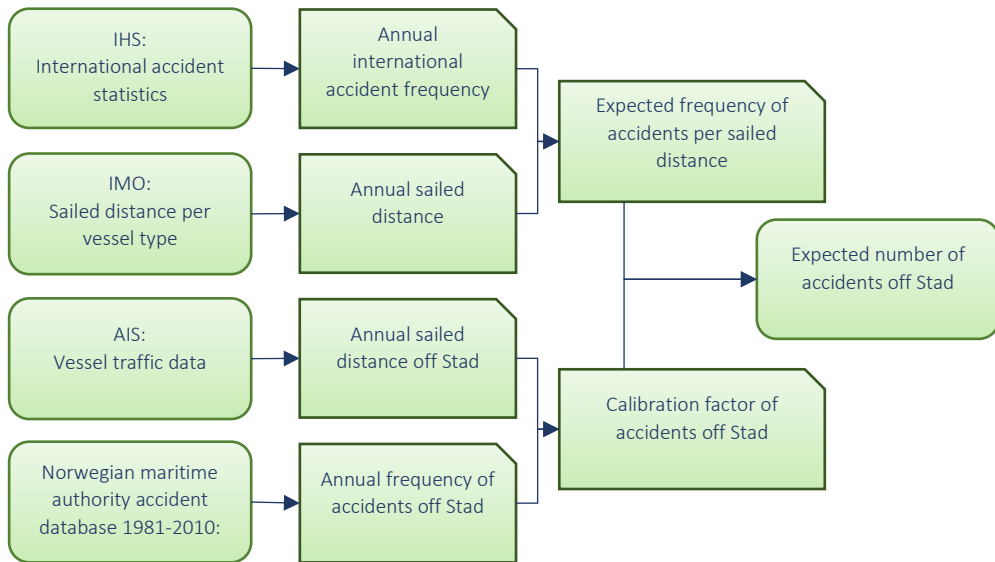 IHS:
International accident
statistics
Annual
international
accident frequency
Expected frequency of
accidents per sailed
distance
IMO:
Sailed distance per
vessel type
Annual sailed
distance
Expected number of
accidents off Stad
AIS:
Vessel traffic data
Annual sailed
distance off Stad
Calibration factor of
accidents off Stad
Norwegian maritime
authority accident
database 1981-2010:
Annual frequency of
accidents off Stad